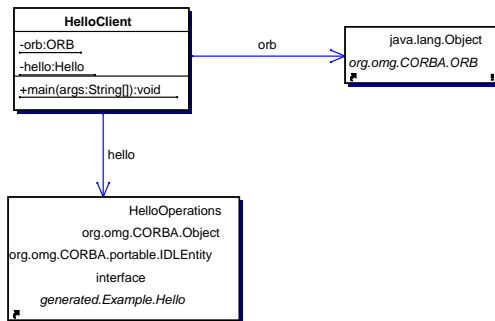 HelloClient
-orb:ORB
-hello:Hello
+main(args:String[]):void
orb
java.lang.Object
org.omg.CORBA.ORB
hello
HelloOperations
org.omg.CORBA.Object
org.omg.CORBA.portable.IDLEntity
interface
generated.Example.Hello